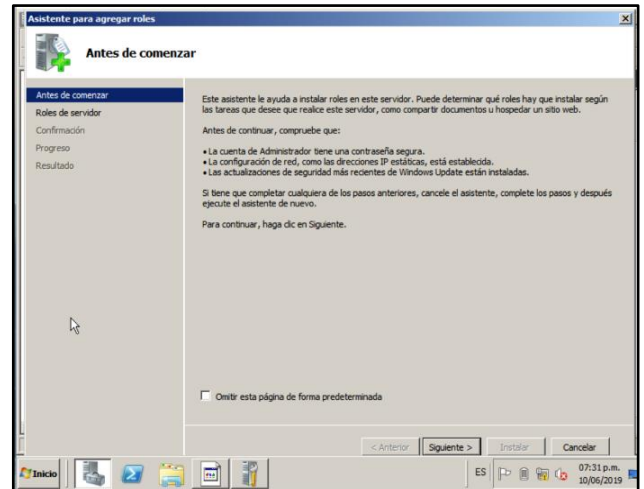 Asistente para agregar roles
Antes de comenzar
Antes de comenzar
Roles de servidor
Confirmación
Progreso
Resultado
Este asistente le ayuda a instalar roles en este servidor. Puede determinar qué roles hay que instalar según
las tareas que desee que realice este servidor, como compartir documentos u hospedar un sitio web.
Antes de continuar, compruebe que:
• La cuenta de Administrador tiene una contraseña segura.
• La configuración de red, como las direcciones IP estáticas, está establecida.
• Las actualizaciones de seguridad más recientes de Windows Update están instaladas.
Si tiene que completar cualquiera de los pasos anteriores, cancele el asistente, complete los pasos y después
ejecute el asistente de nuevo.
Para continuar, haga clic en Siguiente.
Omitir esta página de forma predeterminada
< Anterior Siguiente > Instalar Cancelar
Inicio ES 07:31 p.m.
10/06/2019